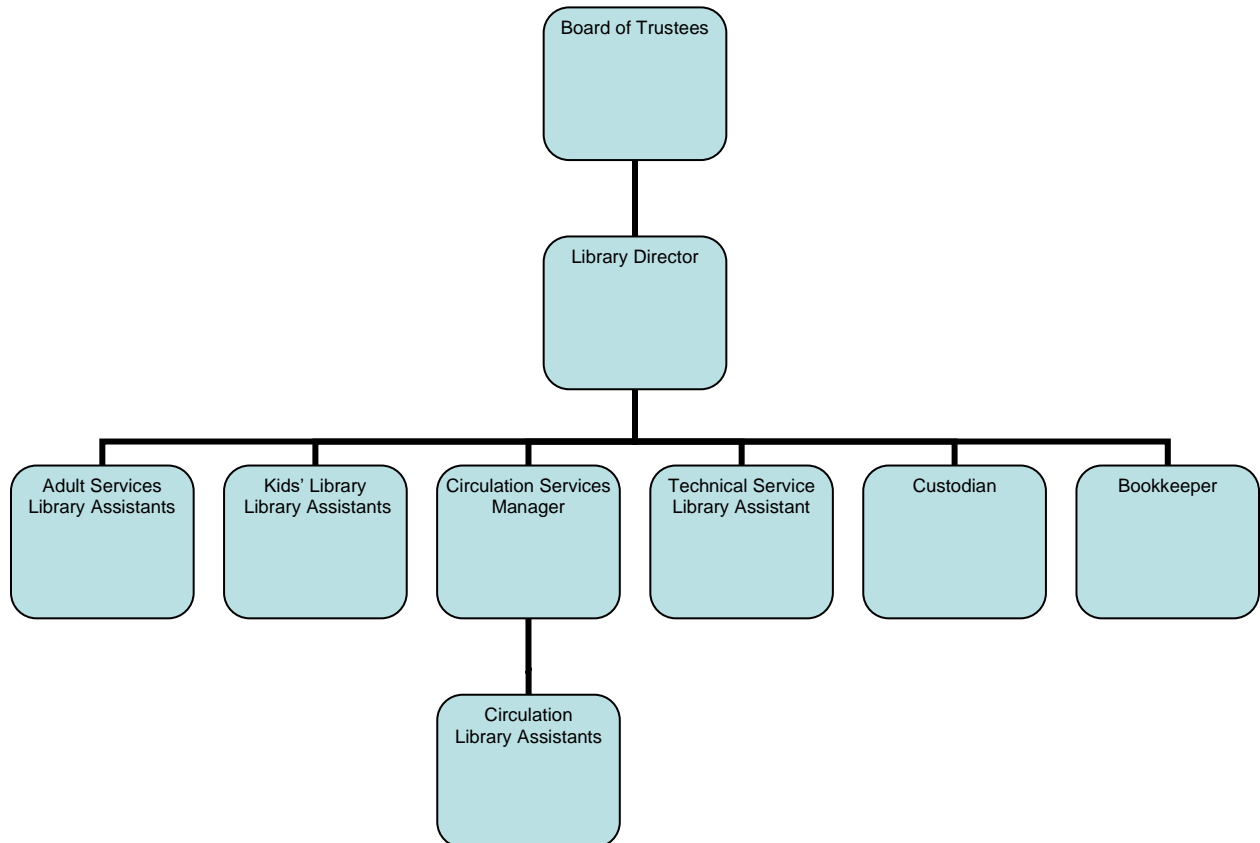 Board of Trustees
Library Director
Adult Services
Library Assistants
Kids’ Library
Library Assistants
Circulation Services
Manager
Technical Service
Library Assistant
Custodian
Bookkeeper
Circulation
Library Assistants